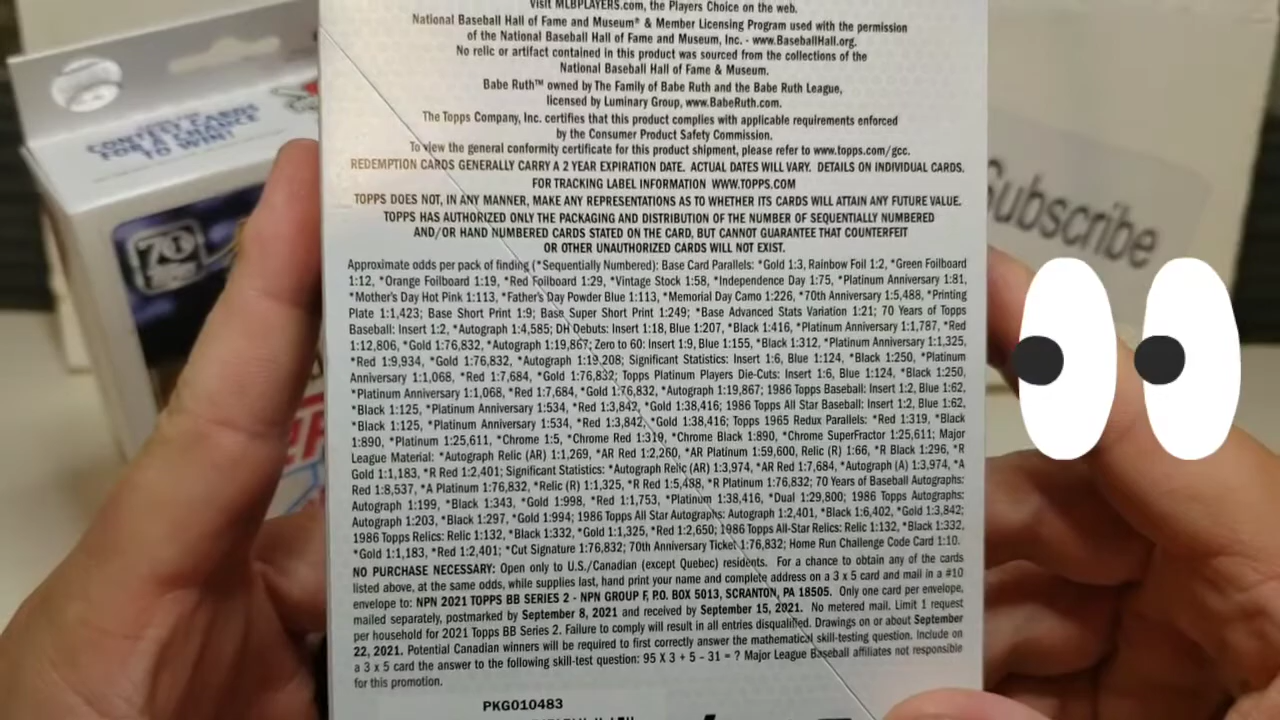 Visit MLBPLAYERS.com, the Players Choice on the web.
National Baseball Hall of Fame and Museum® & Member Licensing Program used with the permission
of the National Baseball Hall of Fame and Museum, Inc. - www.BaseballHall.org.
No relic or artifact contained in this product was sourced from the collections of the
National Baseball Hall of Fame & Museum.
Babe Ruth™ owned by The Family of Babe Ruth and the Babe Ruth League,
licensed by Luminary Group, www.BabeRuth.com.
The Topps Company, Inc. certifies that this product complies with applicable requirements enforced
by the Consumer Product Safety Commission.
To view the general conformity certificate for this product shipment, please refer to www.topps.com/gcc.
REDEMPTION CARDS GENERALLY CARRY A 2 YEAR EXPIRATION DATE. ACTUAL DATES WILL VARY. DETAILS ON INDIVIDUAL CARDS.
FOR TRACKING LABEL INFORMATION WWW.TOPPS.COM
TOPPS DOES NOT, IN ANY MANNER, MAKE ANY REPRESENTATIONS AS TO WHETHER ITS CARDS WILL ATTAIN ANY FUTURE VALUE.
TOPPS HAS AUTHORIZED ONLY THE PACKAGING AND DISTRIBUTION OF THE NUMBER OF SEQUENTIALLY NUMBERED
AND/OR HAND NUMBERED CARDS STATED ON THE CARD, BUT CANNOT GUARANTEE THAT COUNTERFEIT
OR OTHER UNAUTHORIZED CARDS WILL NOT EXIST.
Approximate odds per pack of finding (*Sequentially Numbered): Base Card Parallels: *Gold 1:3, Rainbow Foil 1:2, *Green Foilboard
1:12, *Orange Foilboard 1:19, *Red Foilboard 1:29, *Vintage Stock 1:58, *Independence Day 1:75, *Platinum Anniversary 1:81,
*Mother's Day Hot Pink 1:113, *Father's Day Powder Blue 1:113, *Memorial Day Camo 1:226, *70th Anniversary 1:5,488, *Printing
Plate 1:1,423; Base Short Print 1:9; Base Super Short Print 1:249; *Base Advanced Stats Variation 1:21; 70 Years of Topps
Baseball: Insert 1:2, *Autograph 1:4,585; DH Debuts: Insert 1:18, Blue 1:207, *Black 1:416, *Platinum Anniversary 1:1,787, *Red
1:12,806, *Gold 1:76,832, *Autograph 1:19,867; Zero to 60: Insert 1:9, Blue 1:155, *Black 1:312, *Platinum Anniversary 1:1,325,
*Red 1:9,934, *Gold 1:76,832, *Autograph 1:19,208; Significant Statistics: Insert 1:6, Blue 1:124, *Black 1:250, *Platinum
Anniversary 1:1,068, *Red 1:7,684, *Gold 1:76,832; Topps Platinum Players Die-Cuts: Insert 1:6, Blue 1:124, *Black 1:250,
*Platinum Anniversary 1:1,068, *Red 1:7,684, *Gold 1:76,832, *Autograph 1:19,867; 1986 Topps Baseball: Insert 1:2, Blue 1:62,
*Black 1:125, *Platinum Anniversary 1:534, *Red 1:3,842, *Gold 1:38,416; 1986 Topps All Star Baseball: Insert 1:2, Blue 1:62,
*Black 1:125, *Platinum Anniversary 1:534, *Red 1:3,842, *Gold 1:38,416; Topps 1965 Redux Parallels: *Red 1:319, *Black
1:890, *Platinum 1:25,611, *Chrome 1:5, *Chrome Red 1:319, *Chrome Black 1:890, *Chrome SuperFractor 1:25,611; Major
League Material: *Autograph Relic (AR) 1:1,269, *AR Red 1:2,260, *AR Platinum 1:59,600, Relic (R) 1:66, *R Black 1:296, *R
Gold 1:1,183, *R Red 1:2,401; Significant Statistics: *Autograph Relic (AR) 1:3,974, *AR Red 1:7,684, *Autograph (A) 1:3,974, *A
Red 1:8,537, *A Platinum 1:76,832, *Relic (R) 1:1,325, *R Red 1:5,488, *R Platinum 1:76,832; 70 Years of Baseball Autographs:
Autograph 1:199, *Black 1:343, *Gold 1:998, *Red 1:1,753, *Platinum 1:38,416, *Dual 1:29,800; 1986 Topps Autographs:
Autograph 1:203, *Black 1:297, *Gold 1:994; 1986 Topps All Star Autographs: Autograph 1:2,401, *Black 1:6,402, *Gold 1:3,842;
1986 Topps Relics: Relic 1:132, *Black 1:332, *Gold 1:1,325, *Red 1:2,650; 1986 Topps All-Star Relics: Relic 1:132, *Black 1:332,
*Gold 1:1,183, *Red 1:2,401; *Cut Signature 1:76,832; 70th Anniversary Ticket 1:76,832; Home Run Challenge Code Card 1:10.
NO PURCHASE NECESSARY: Open only to U.S./Canadian (except Quebec) residents. For a chance to obtain any of the cards
listed above, at the same odds, while supplies last, hand print your name and complete address on a 3 x 5 card and mail in a #10
envelope to: NPN 2021 TOPPS BB SERIES 2 - NPN GROUP F, P.O. BOX 5013, SCRANTON, PA 18505. Only one card per envelope,
mailed separately, postmarked by September 8, 2021 and received by September 15, 2021. No metered mail. Limit 1 request
per household for 2021 Topps BB Series 2. Failure to comply will result in all entries disqualified. Drawings on or about September
22, 2021. Potential Canadian winners will be required to first correctly answer the mathematical skill-testing question. Include on
a 3 x 5 card the answer to the following skill-test question: 95 X 3 + 5 - 31 = ? Major League Baseball affiliates not responsible
for this promotion.
PKG010483
CONTEST CARDS
FOR A CHANCE
TO WIN!
70
Subscribe